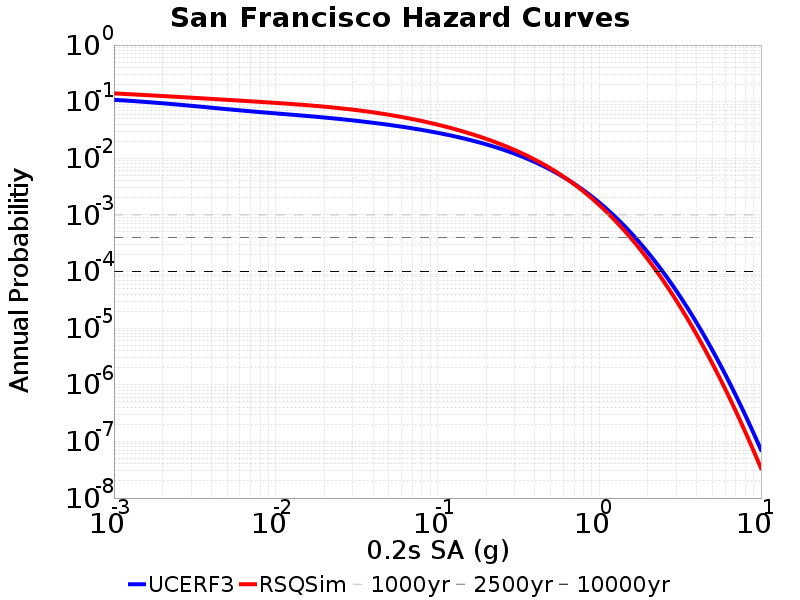 San Francisco Hazard Curves
Annual Probabilitiy
10^0
10^-1
10^-2
10^-3
10^-4
10^-5
10^-6
10^-7
10^-8
10^-3 10^-2 10^-1 10^0 10^1
0.2s SA (g)
UCERF3 RSQSim 1000yr 2500yr 10000yr